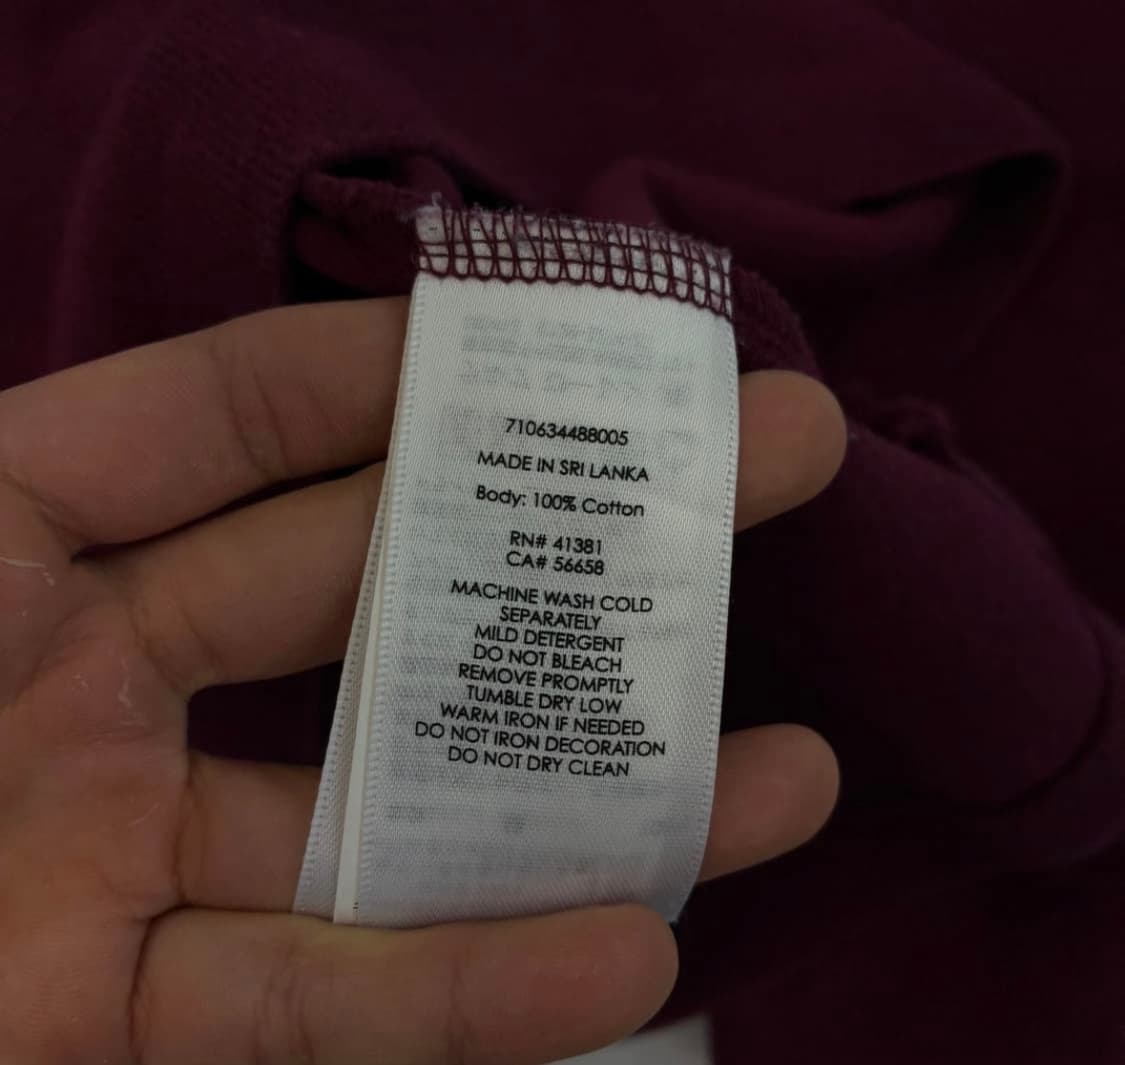 710634488005
MADE IN SRI LANKA
Body: 100% Cotton
RN# 41381
CA# 56658
MACHINE WASH COLD
SEPARATELY
MILD DETERGENT
DO NOT BLEACH
REMOVE PROMPTLY
TUMBLE DRY LOW
WARM IRON IF NEEDED
DO NOT IRON DECORATION
DO NOT DRY CLEAN